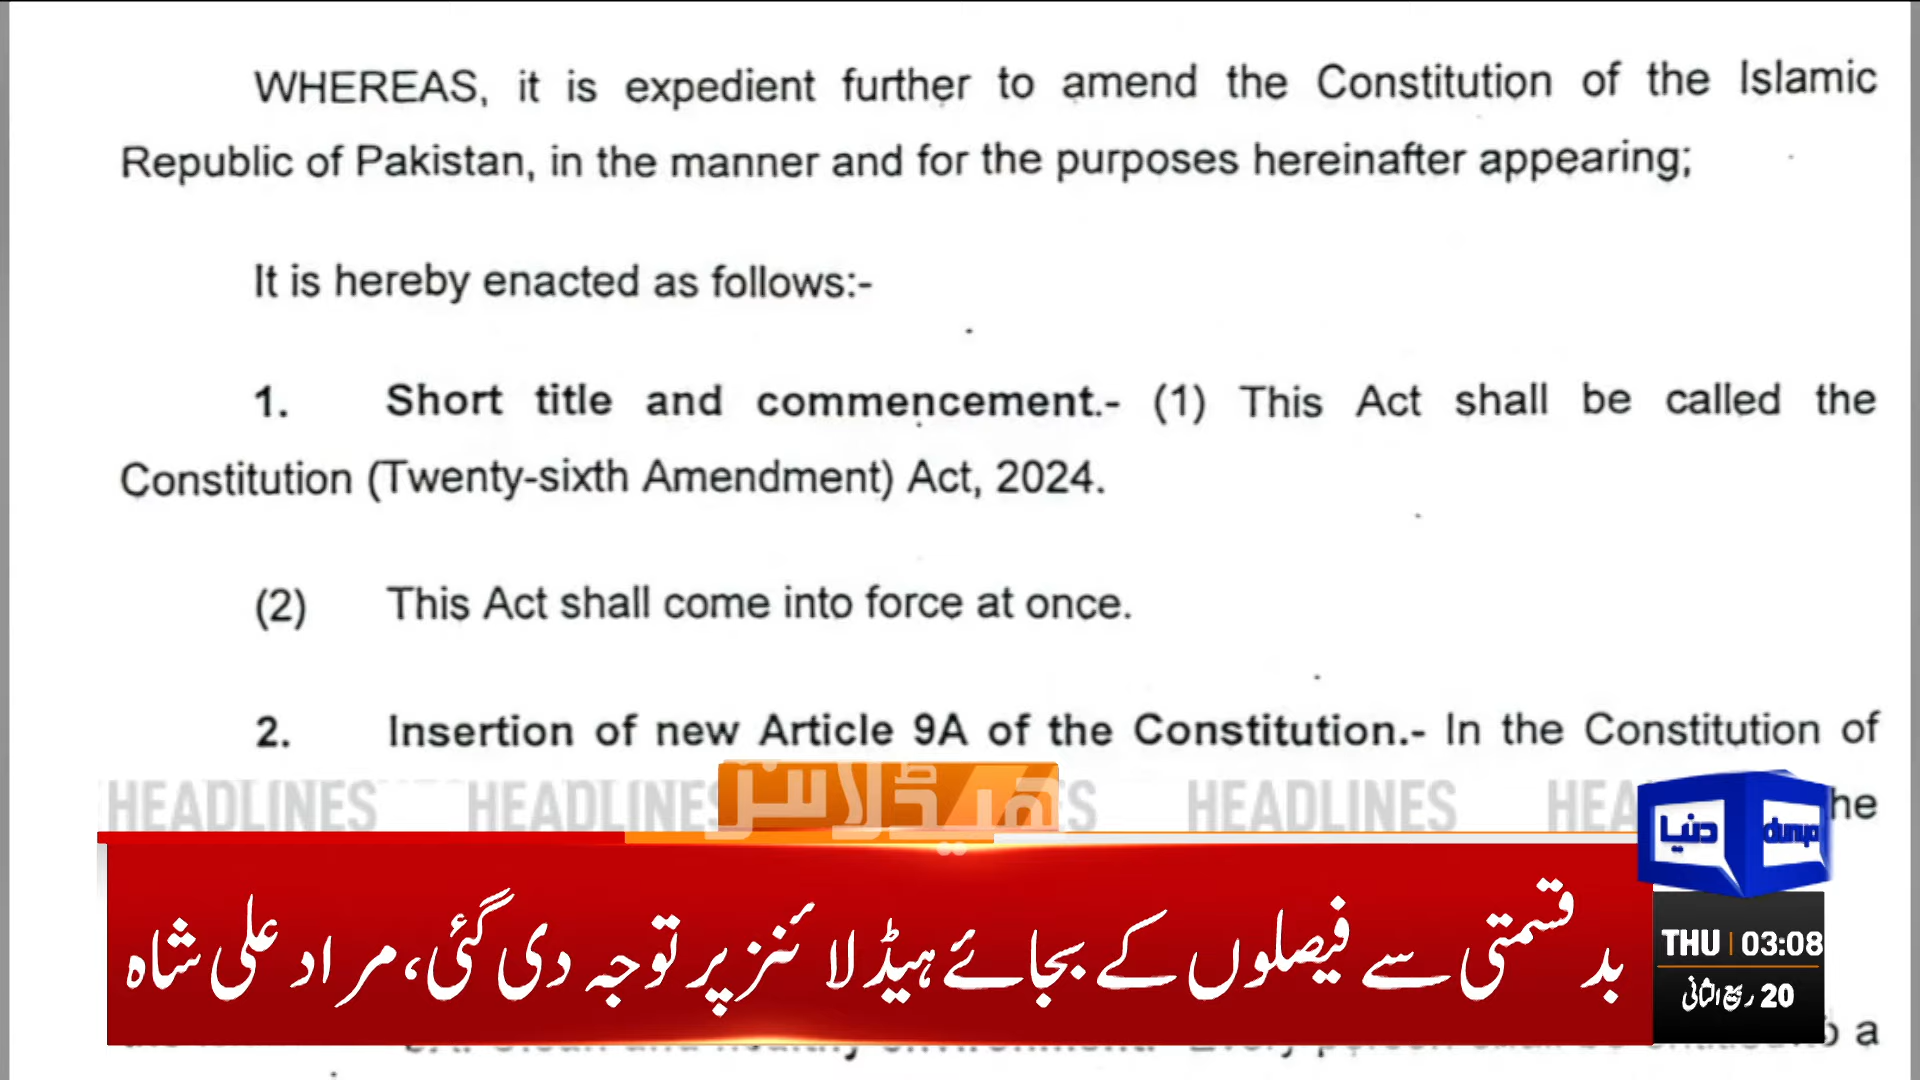 WHEREAS, it is expedient further to amend the Constitution of the Islamic
Republic of Pakistan, in the manner and for the purposes hereinafter appearing;
It is hereby enacted as follows:-
1. Short title and commencement.- (1) This Act shall be called the
Constitution (Twenty-sixth Amendment) Act, 2024.
(2) This Act shall come into force at once.
2. Insertion of new Article 9A of the Constitution.- In the Constitution of
HEADLINES HEADLINES ہیڈلائنز HEADLINES
دنیا dunya
بدقسمتی سے فیصلوں کے بجائے ہیڈلائنز پر توجہ دی گئی، مراد علی شاہ
THU 03:08
20 ربیع الثانی
a